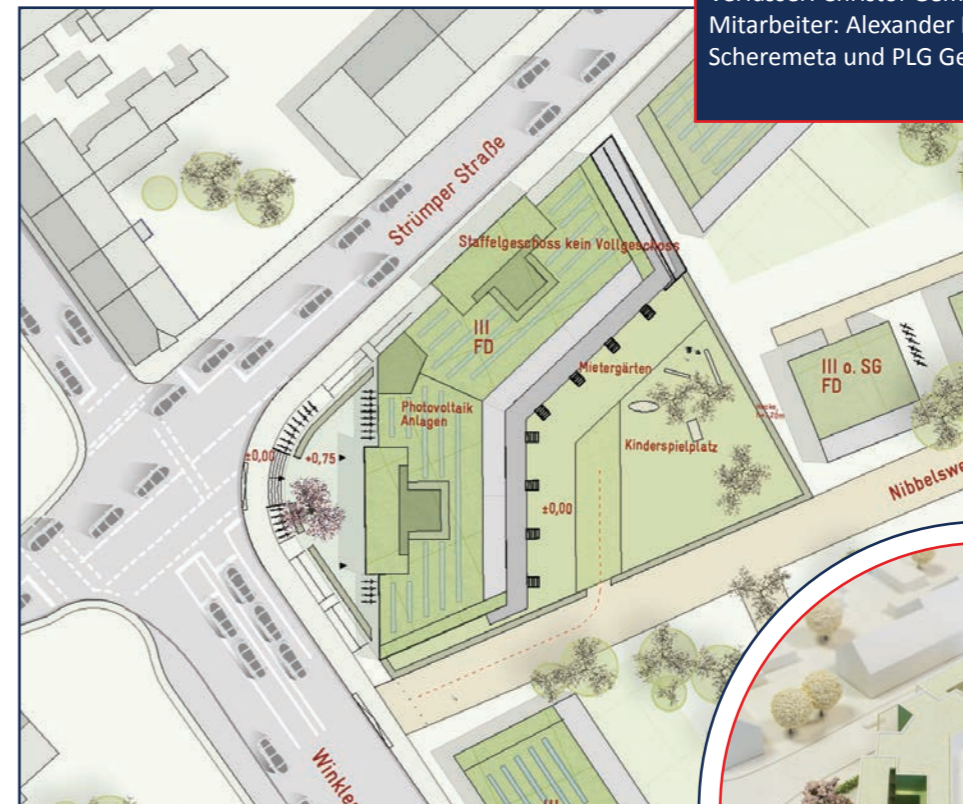 Mitarbeiter: Alexander
Scheremeta und PLG Ge
Strümper Straße
Staffelgeschoss kein Vollgeschoss
III
FD
Mietergärten
Photovoltaik
Anlagen
III o. SG
FD
Kinderspielplatz
±0,00
+0,75
±0,00
Nibbelswe
Winkle
III